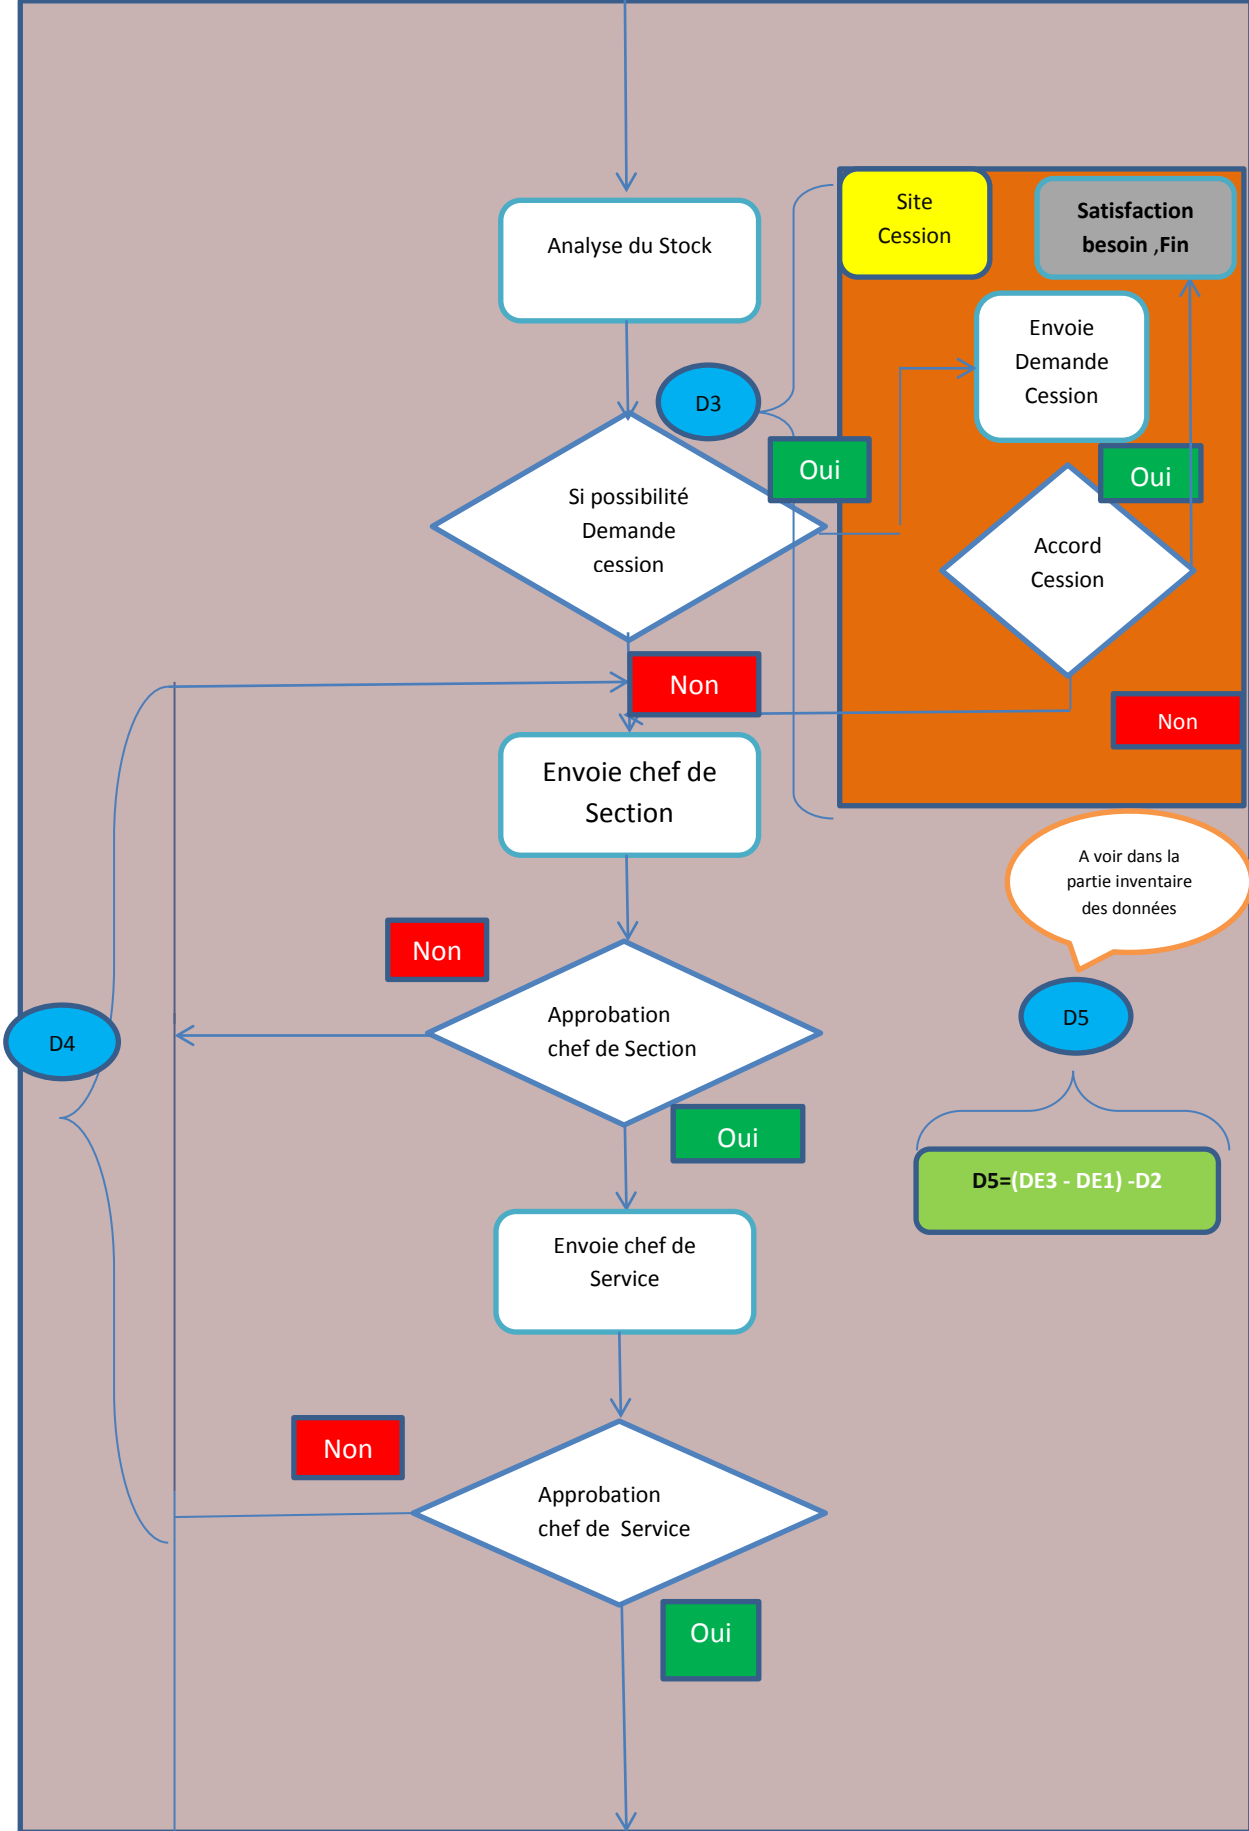 Site
Cession
Satisfaction
besoin ,Fin
Analyse du Stock
Envoie
Demande
Cession
D3
Oui
Oui
Si possibilité
Demande
cession
Accord
Cession
Non
Non
Envoie chef de
Section
A voir dans la
partie inventaire
des données
Non
Approbation
chef de Section
D5
D4
Oui
D5=(DE3 - DE1) -D2
Envoie chef de
Service
Non
Approbation
chef de  Service
Oui